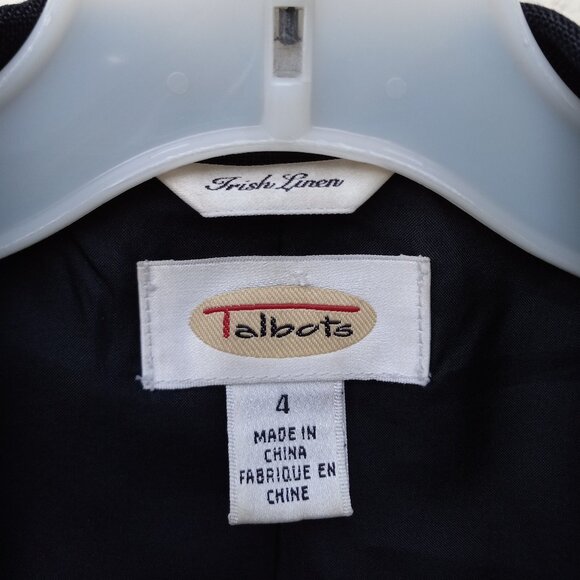 Irish Linen
Talbots
4
MADE IN
CHINA
FABRIQUE EN
CHINE